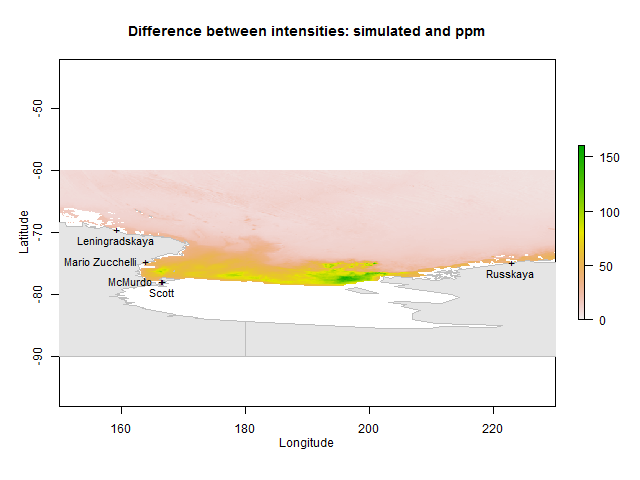 Difference between intensities: simulated and ppm
-50
-60
-70
-80
-90
Latitude
Leningradskaya
Mario Zucchelli
McMurdo
Scott
Russkaya
160
180
200
220
Longitude
150
100
50
0